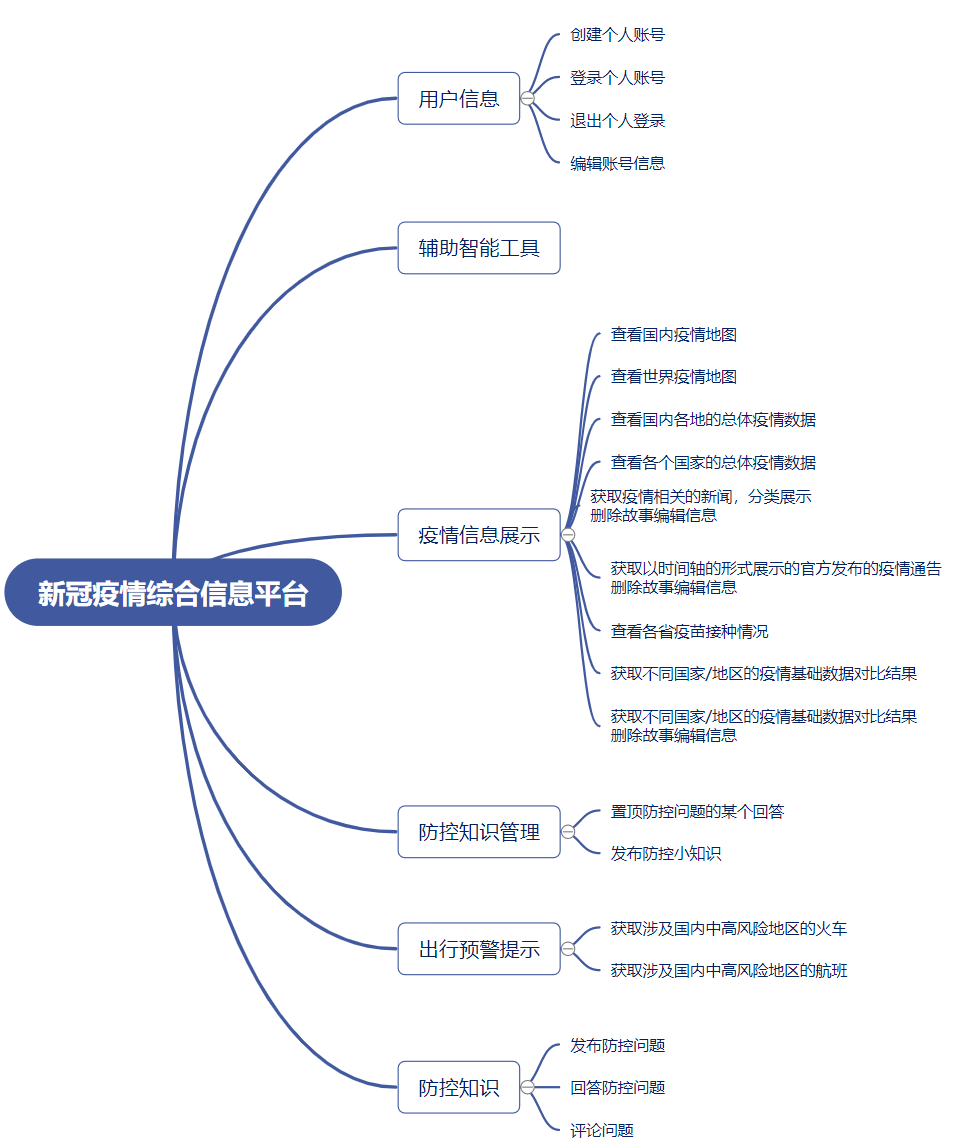 创建个人账号
用户信息
登录个人账号
退出个人登录
编辑账号信息
辅助智能工具
查看国内疫情地图
查看世界疫情地图
查看国内各地的总体疫情数据
查看各个国家的总体疫情数据
获取疫情相关的新闻，分类展示
删除故事编辑信息
疫情信息展示
获取以时间轴的形式展示的官方发布的疫情通告
删除故事编辑信息
新冠疫情综合信息平台
查看各省疫苗接种情况
获取不同国家/地区的疫情基础数据对比结果
获取不同国家/地区的疫情基础数据对比结果
删除故事编辑信息
防控知识管理
置顶防控问题的某个回答
发布防控小知识
出行预警提示
获取涉及国内中高风险地区的火车
获取涉及国内中高风险地区的航班
防控知识
发布防控问题
回答防控问题
评论问题